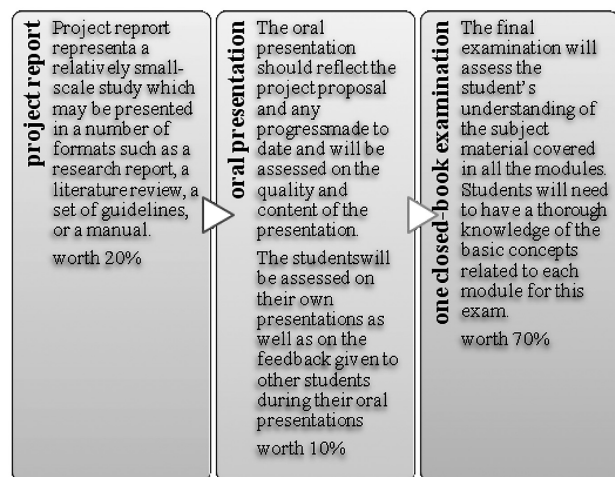 project report
Project reprort
representa a
relatively small-
scale study which
may be presented
in a number of
formats such as a
research report, a
literature review, a
set of guidelines,
or a manual.
worth 20%
oral presentation
The oral
presentation
should reflect the
project proposal
and any
progressmade to
date and will be
assessed on the
quality and
content of the
presentation.
The studentswill
be assessed on
their own
presentations as
well as on the
feedback given to
other students
during their oral
presentations
worth 10%
one closed-book examination
The final
examination will
assess the
student's
understanding of
the subject
material covered
in all the modules.
Students will need
to have a thorough
knowledge of the
basic concepts
related to each
module for this
exam.
worth 70%